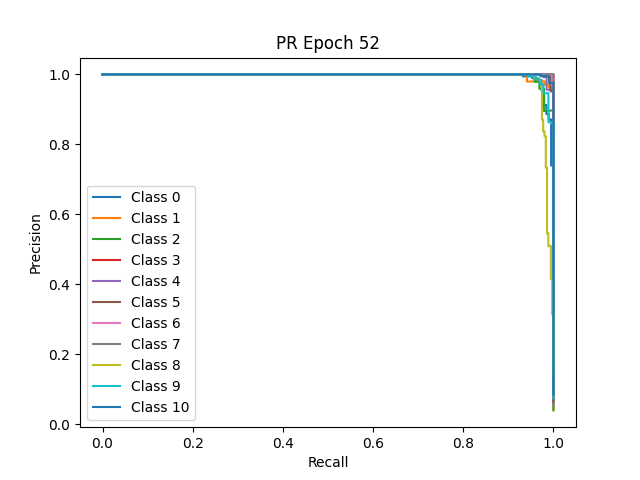 PR Epoch 52
1.0
0.8
0.6
0.4
0.2
0.0
Precision
Class 0
Class 1
Class 2
Class 3
Class 4
Class 5
Class 6
Class 7
Class 8
Class 9
Class 10
0.0 0.2 0.4 0.6 0.8 1.0
Recall